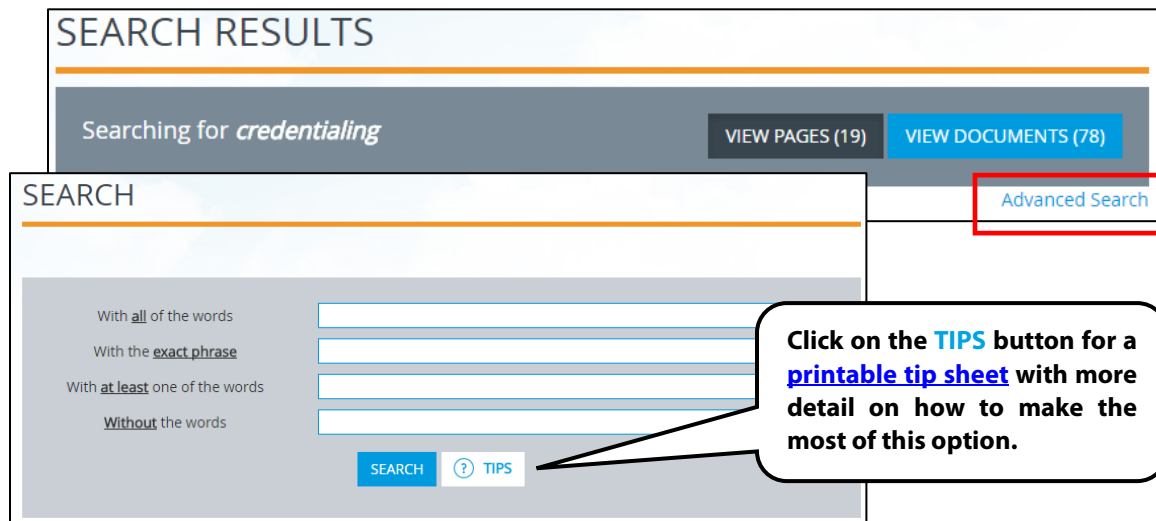 SEARCH RESULTS
Searching for credentialing
VIEW PAGES (19)
VIEW DOCUMENTS (78)
Advanced Search
SEARCH
With all of the words
With the exact phrase
With at least one of the words
Without the words
SEARCH
? TIPS
Click on the TIPS button for a
printable tip sheet with more
detail on how to make the
most of this option.